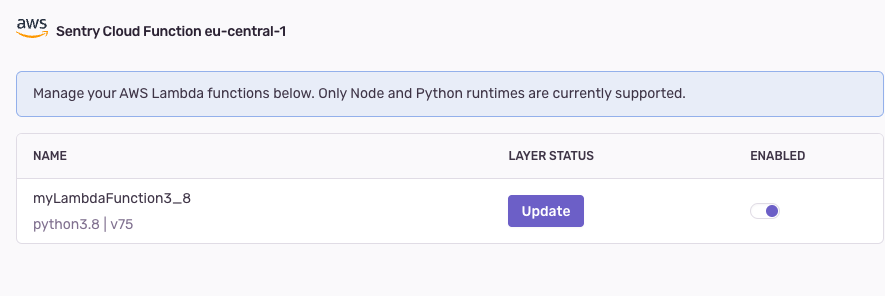 aws
Sentry Cloud Function eu-central-1
Manage your AWS Lambda functions below. Only Node and Python runtimes are currently supported.
NAME LAYER STATUS ENABLED
myLambdaFunction3_8
Update
python3.8 | v75